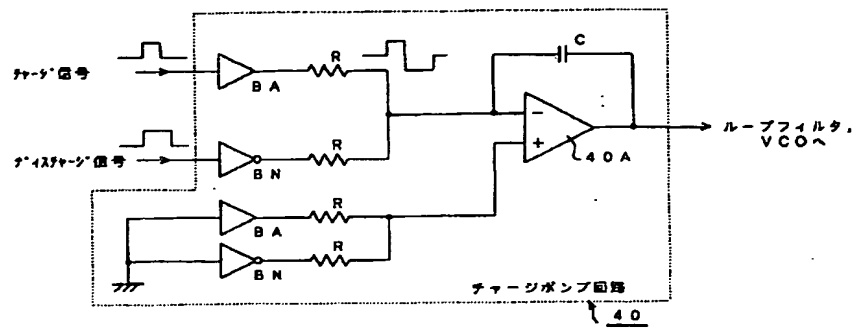 チャージ信号
BA
R
C
ディスチャージ信号
BN
R
-
+
40A
ループフィルタ,
VCOへ
BA
R
BN
R
チャージポンプ回路
40